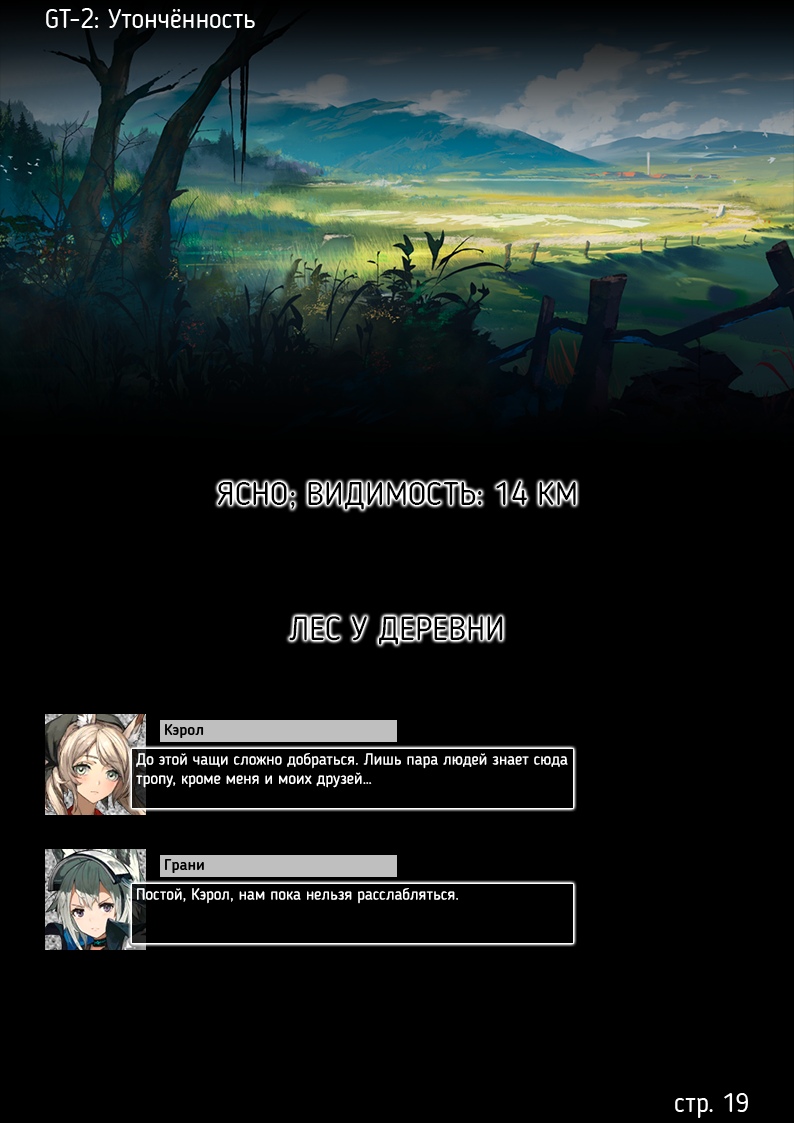 GT-2: Утончённость
ЯСНО; ВИДИМОСТЬ: 14 КМ
ЛЕС У ДЕРЕВНИ
Кэрол
До этой чащи сложно добраться. Лишь пара людей знает сюда
тропу, кроме меня и моих друзей...
Грани
Постой, Кэрол, нам пока нельзя расслабляться.
стр. 19